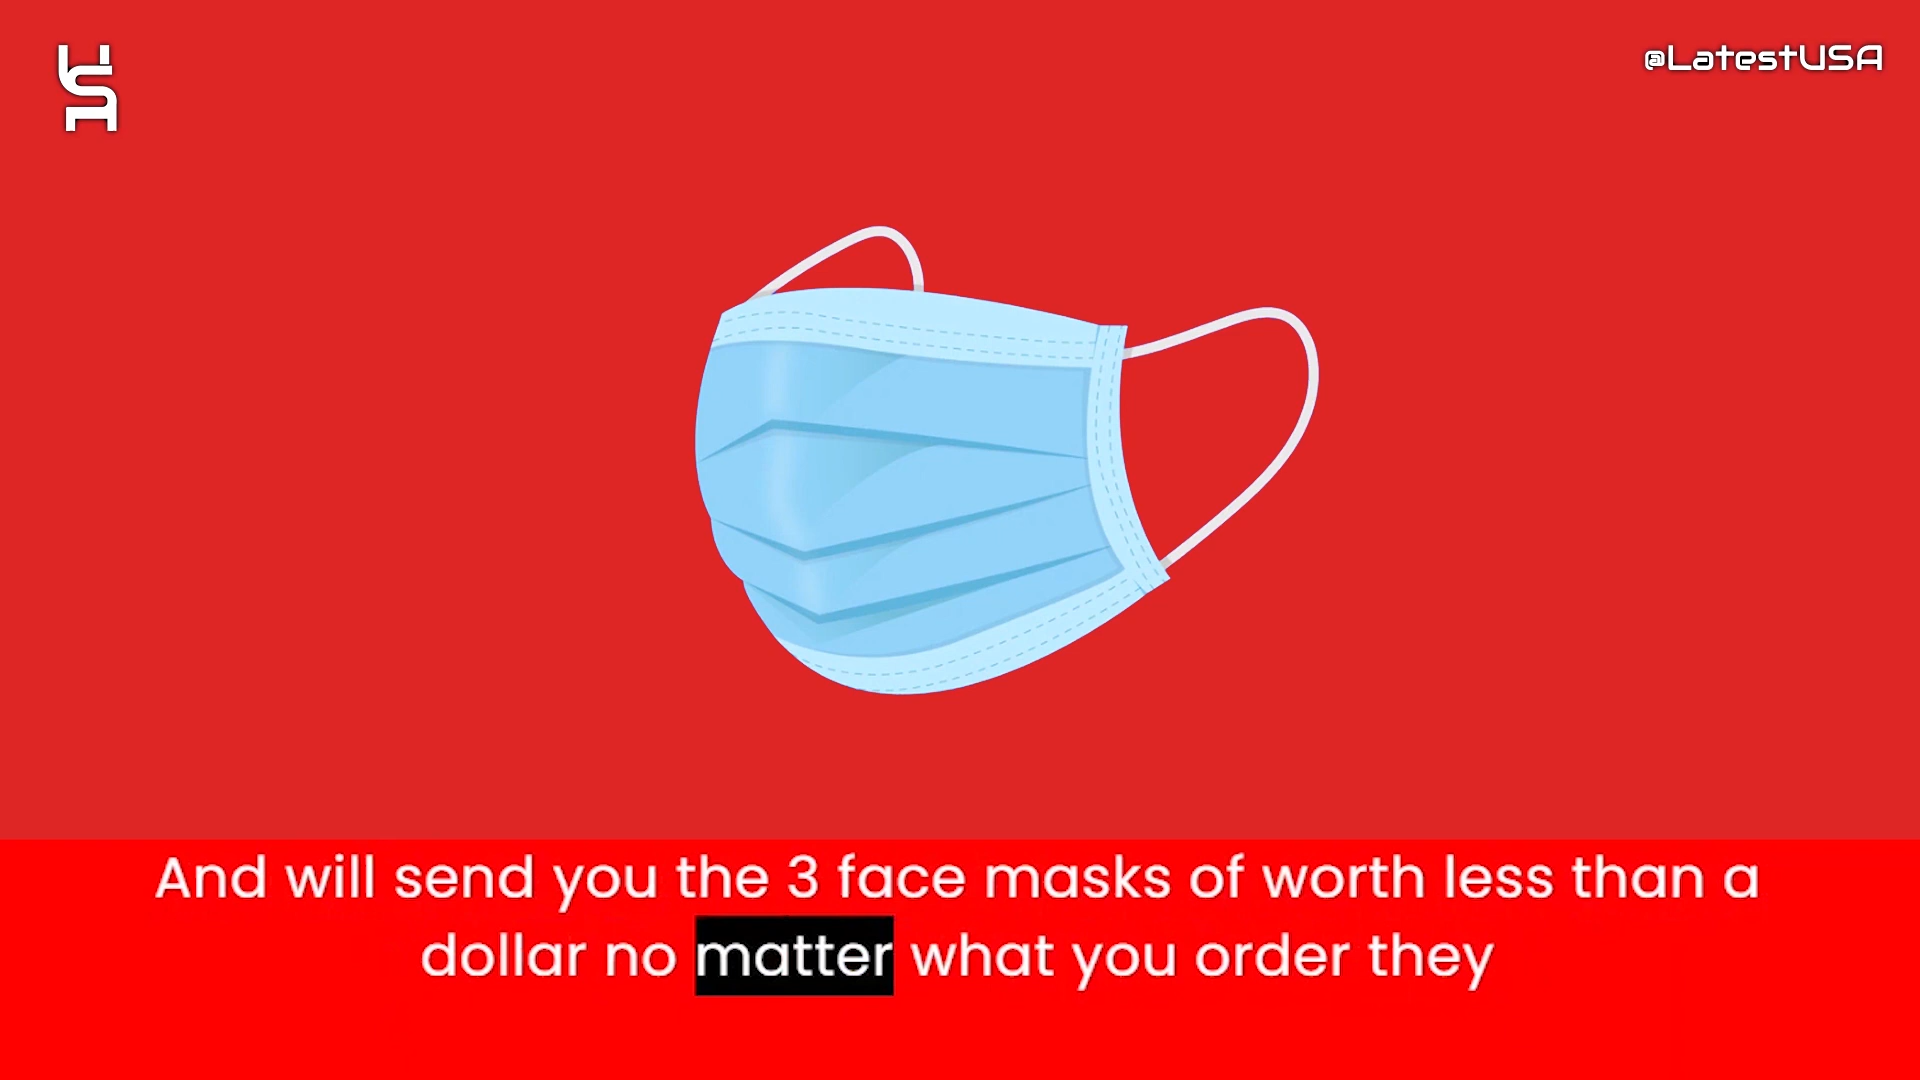 USA
@LatestUSA
And will send you the 3 face masks of worth less than a
dollar no matter what you order they